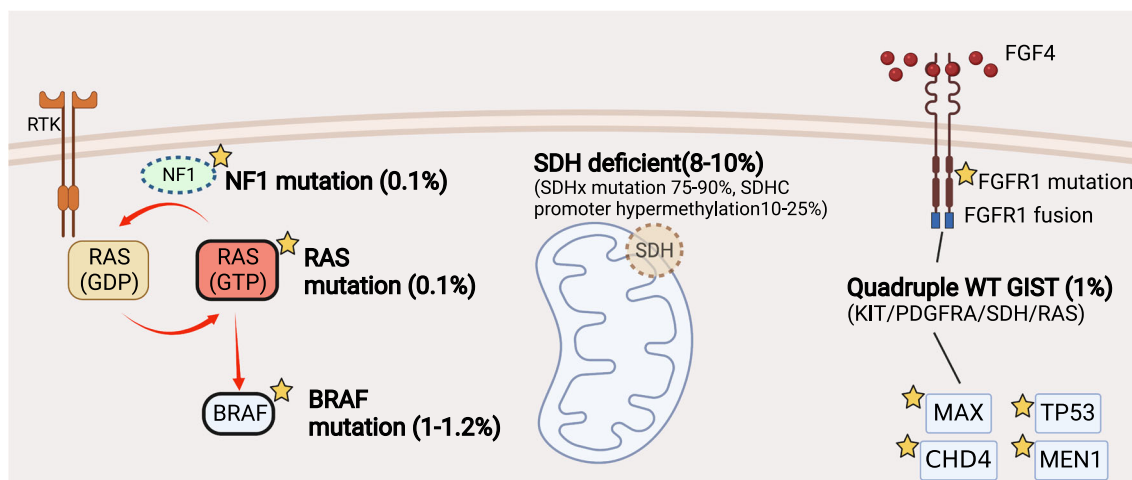 RTK
NF1
NF1 mutation (0.1%)
RAS
(GDP)
RAS
(GTP)
RAS
mutation (0.1%)
BRAF
BRAF
mutation (1-1.2%)
SDH deficient(8-10%)
(SDHx mutation 75-90%, SDHC
promoter hypermethylation10-25%)
SDH
FGF4
FGFR1 mutation
FGFR1 fusion
Quadruple WT GIST (1%)
(KIT/PDGFRA/SDH/RAS)
MAX
TP53
CHD4
MEN1